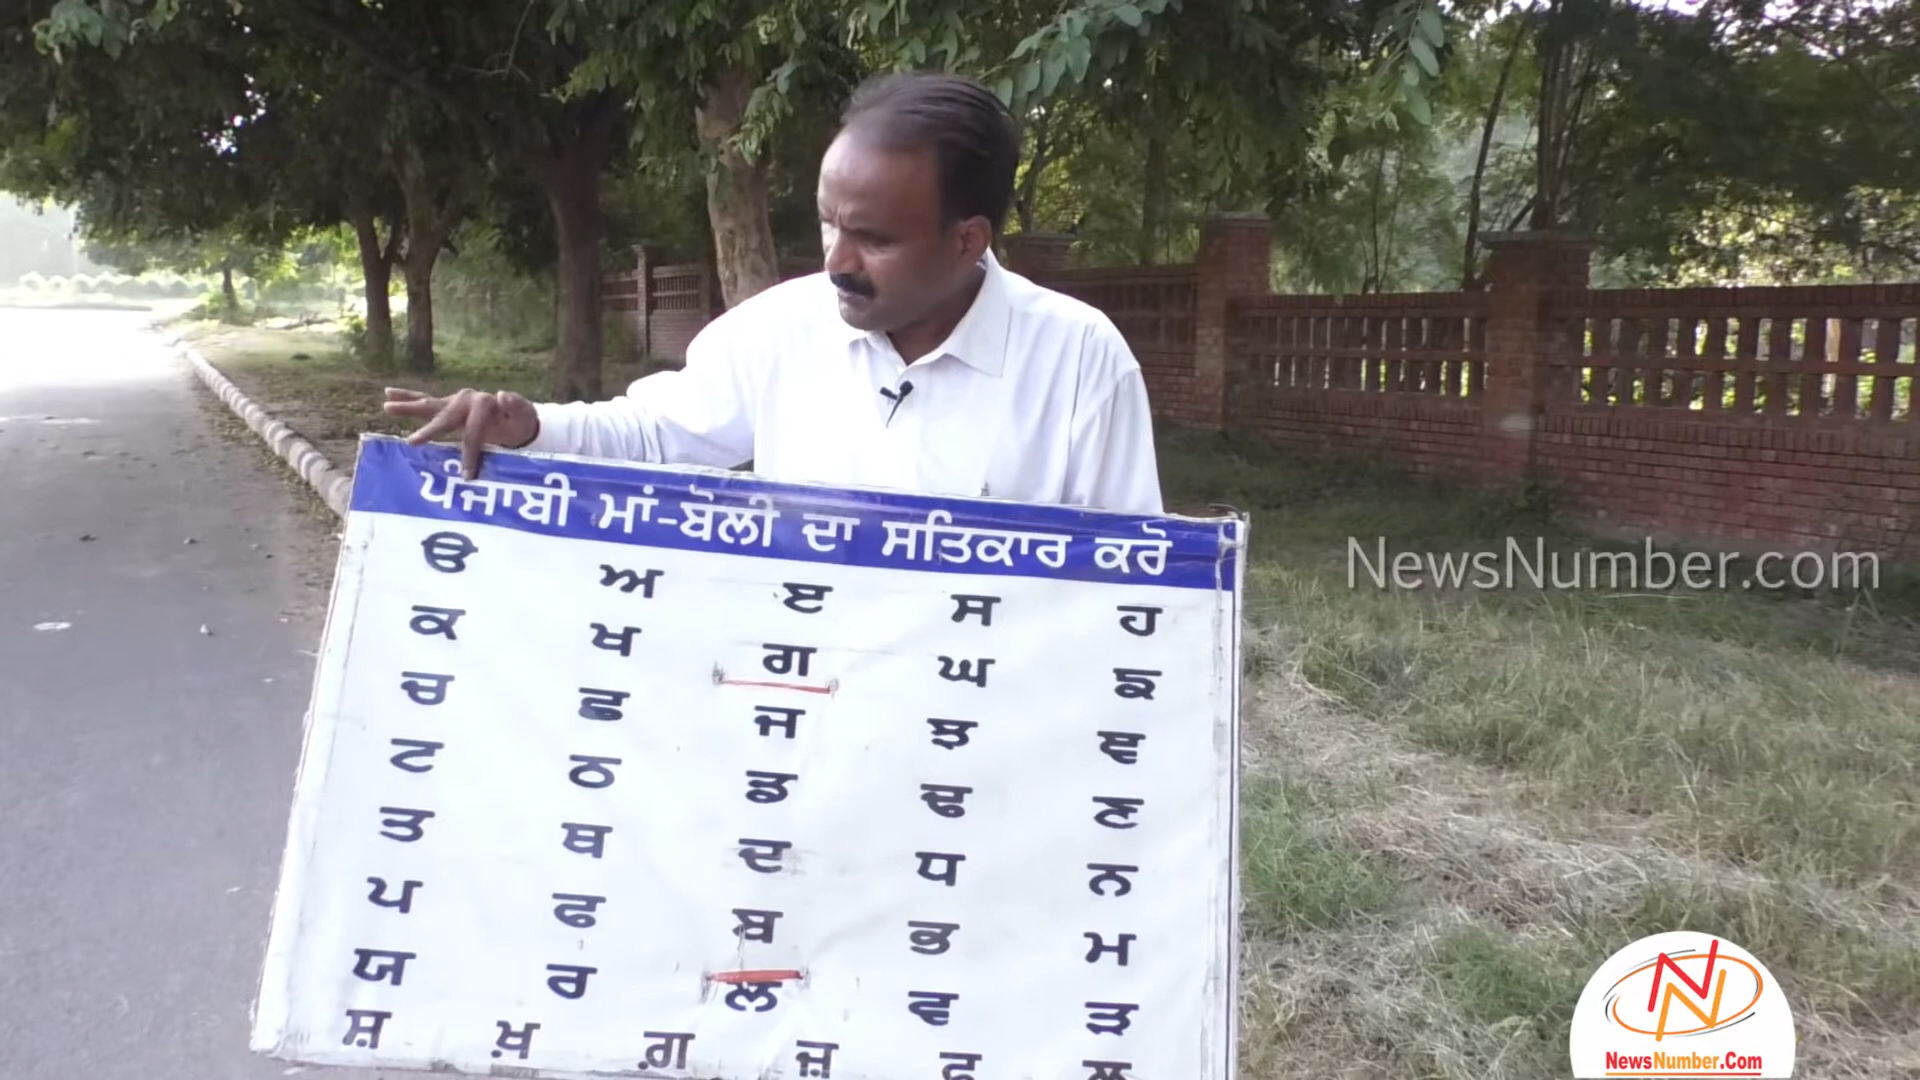 ਪੰਜਾਬੀ ਮਾਂ-ਬੋਲੀ ਦਾ ਸਤਿਕਾਰ ਕਰੋ
ੳ ਅ ੲ ਸ ਹ
ਕ ਖ ਗ ਘ ਙ
ਚ ਛ ਜ ਝ ਞ
ਟ ਠ ਡ ਢ ਣ
ਤ ਥ ਦ ਧ ਨ
ਪ ਫ ਬ ਭ ਮ
ਯ ਰ ਲ ਵ ੜ
ਸ਼ ਖ਼ ਗ਼ ਜ਼
NewsNumber.com
NewsNumber.Com